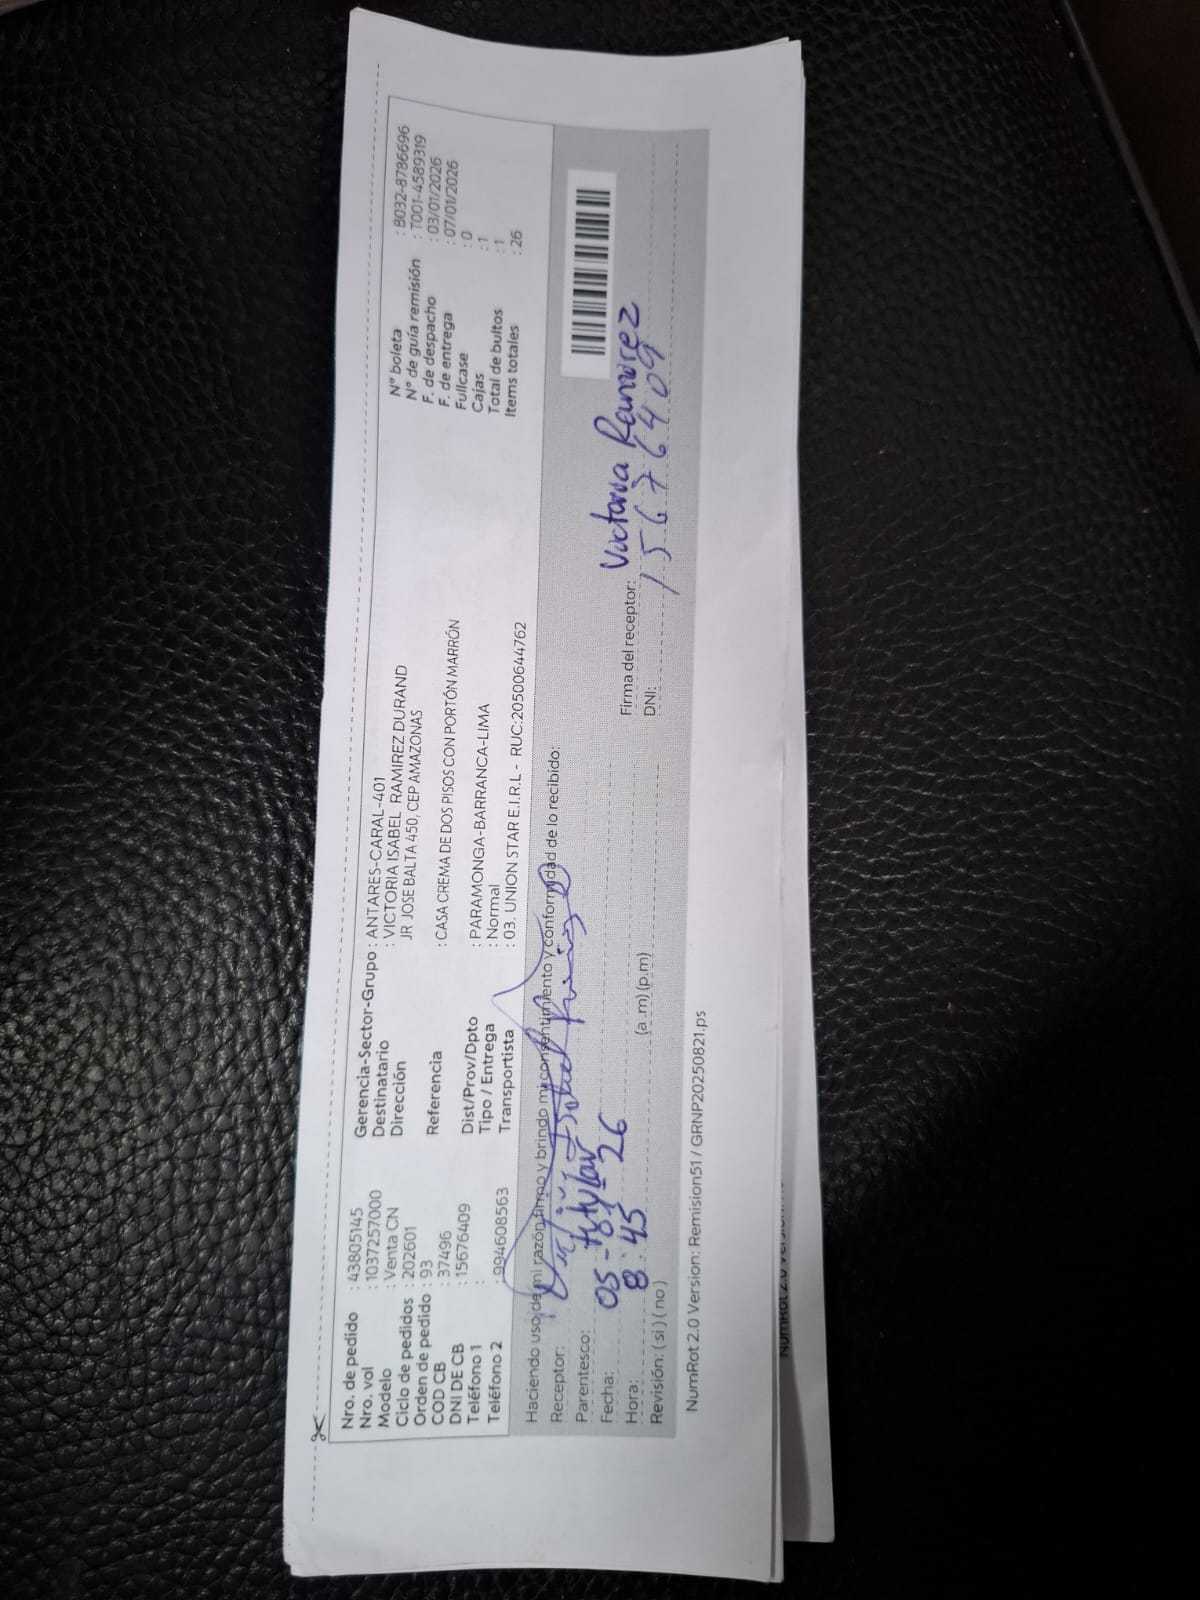 Nro. de pedido : 43805145
Nro. vol : 1037257000
Modelo : Venta CN
Ciclo de pedidos : 202601
Orden de pedido : 93
COD CB : 37496
DNI DE CB : 15676409
Teléfono 1 :
Teléfono 2 : 994608563
Gerencia-Sector-Grupo : ANTARES-CARAL-401
Destinatario : VICTORIA ISABEL RAMIREZ DURAND
Dirección JR JOSE BALTA 450, CEP AMAZONAS
Referencia : CASA CREMA DE DOS PISOS CON PORTÓN MARRÓN
Dist/Prov/Dpto : PARAMONGA-BARRANCA-LIMA
Tipo / Entrega : Normal
Transportista : 03. UNION STAR E.I.R.L - RUC:20500644762
N° boleta : B032-8786696
N° de guía remisión : T001-4589319
F. de despacho : 03/01/2026
F. de entrega : 07/01/2026
Fullcase : 0
Cajas : 1
Total de bultos : 1
Items totales : 26
Haciendo uso de mi razón firmo y brindo mi consentimiento y conformidad de lo recibido:
Receptor: Isabel
Parentesco: titular
Fecha: 05-01-26
Hora: 8:45 (a.m)(p.m)
Revisión: (si) (no)
Firma del receptor: Victoria Ramirez
DNI: 15676409
NumRot 2.0 Version: Remision51 / GRNP20250821.ps